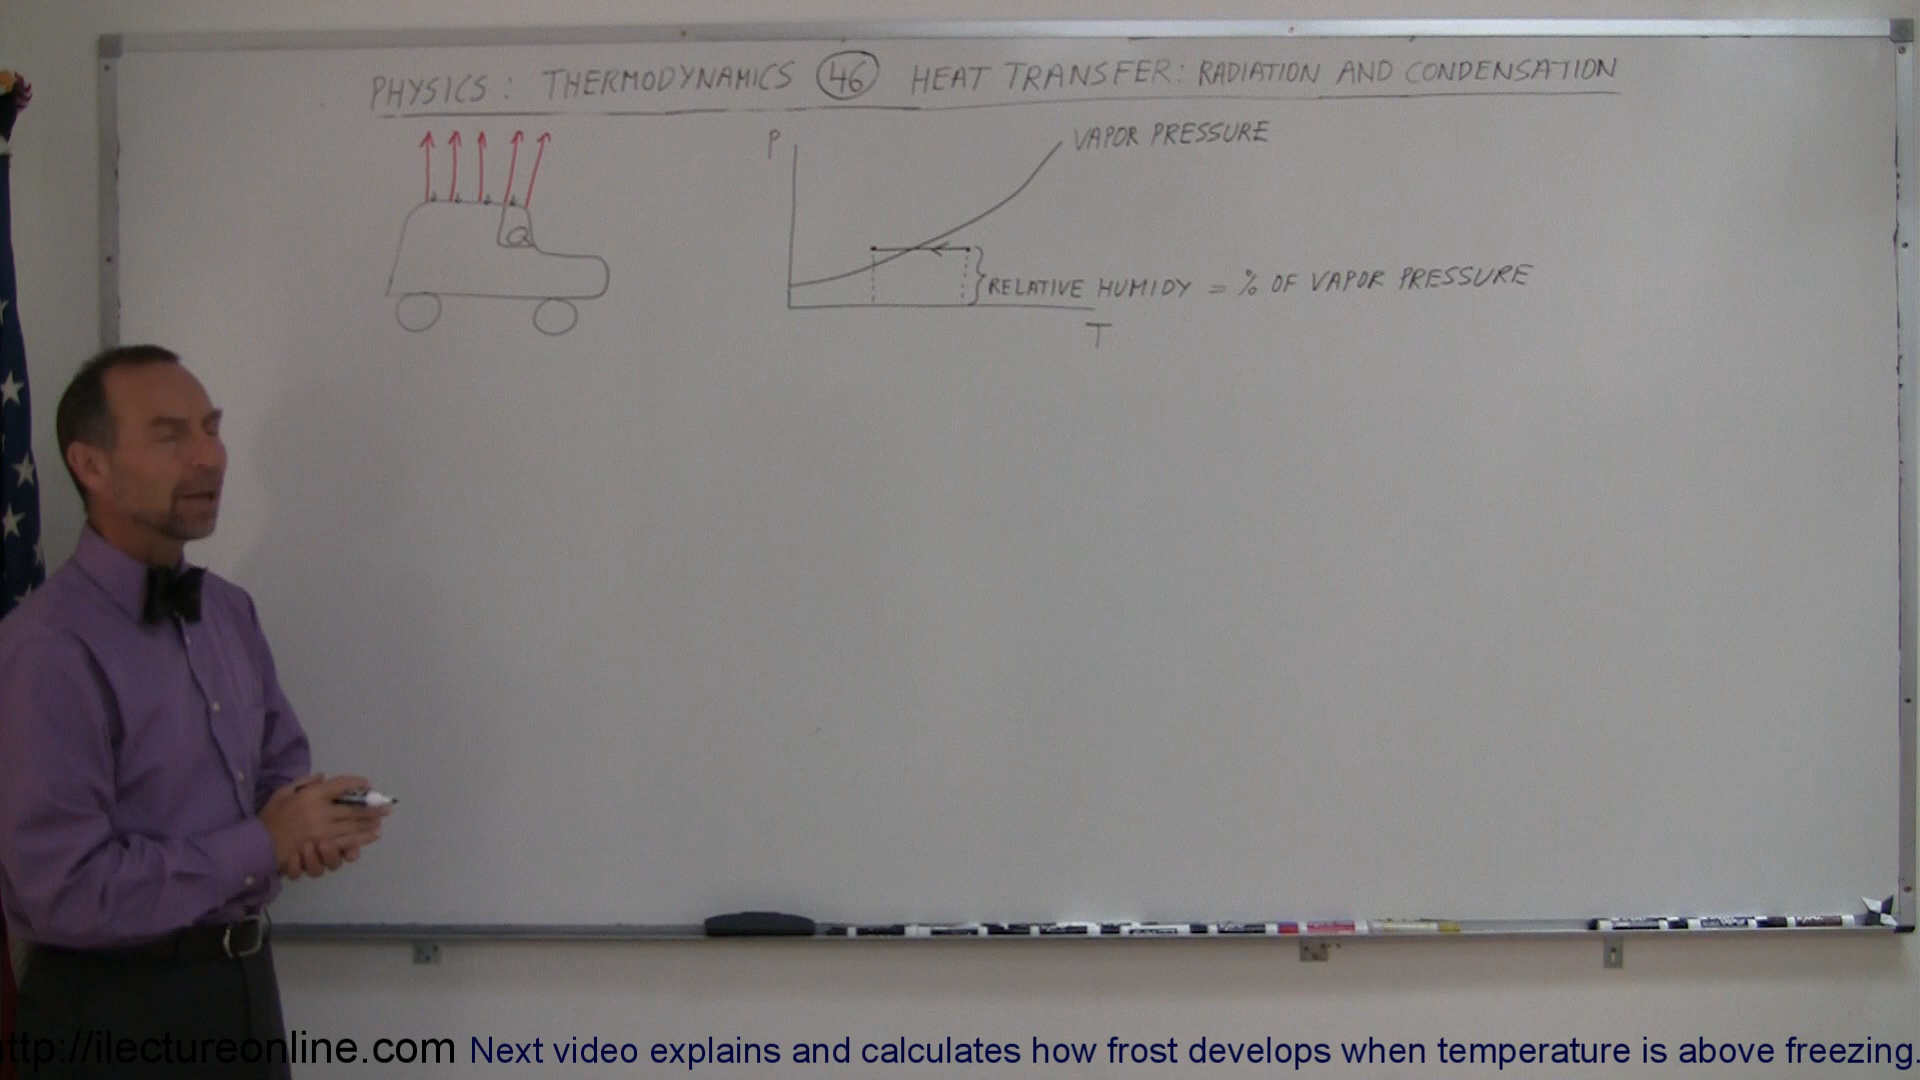 PHYSICS: THERMODYNAMICS 46 HEAT TRANSFER: RADIATION AND CONDENSATION
P
VAPOR PRESSURE
Q
RELATIVE HUMIDY = % OF VAPOR PRESSURE
T
ttp://ilectureonline.com Next video explains and calculates how frost develops when temperature is above freezing.